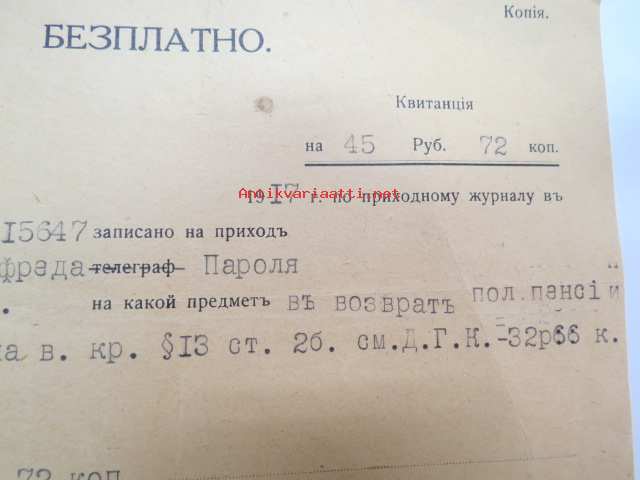 Копія.
БЕЗПЛАТНО.
Квитанція
на 45 Руб. 72 коп.
Antikvariaatti.net
1917 г. по приходному журналу въ
15647 записано на приходъ
фреда телеграф Пароля
. на какой предметъ въ возвратъ пол.пенсіи
на в. кр. §13 ст. 2б. см.Д.Г.К.-32р66 к.
72 коп